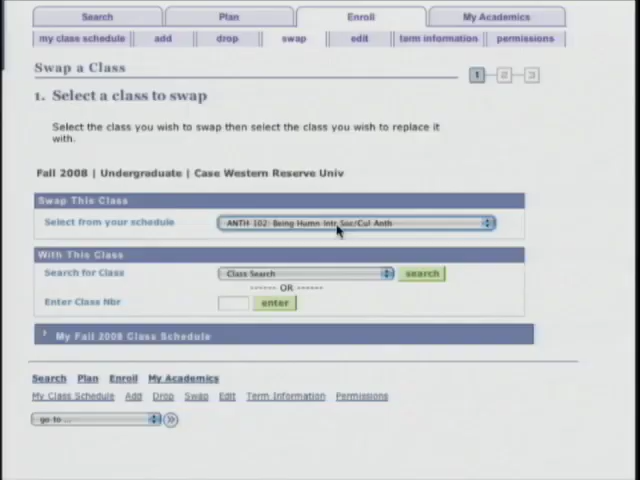 Search Plan Enroll My Academics
my class schedule add drop swap edit term information permissions
Swap a Class
1 2 3
1. Select a class to swap
Select the class you wish to swap then select the class you wish to replace it
with.
Fall 2008 | Undergraduate | Case Western Reserve Univ
Swap This Class
Select from your schedule ANTH 102: Being Humn Intr Soc/Cul Anth
With This Class
Search for Class Class Search search
------ OR ------
Enter Class Nbr enter
My Fall 2008 Class Schedule
Search Plan Enroll My Academics
My Class Schedule Add Drop Swap Edit Term Information Permissions
go to ...